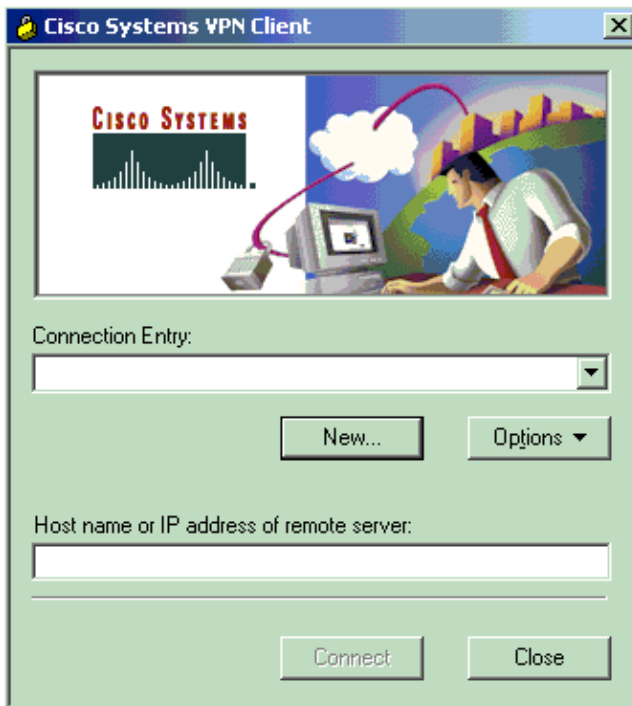 Cisco Systems VPN Client
CISCO SYSTEMS
Connection Entry:
New...
Options
Host name or IP address of remote server:
Connect
Close